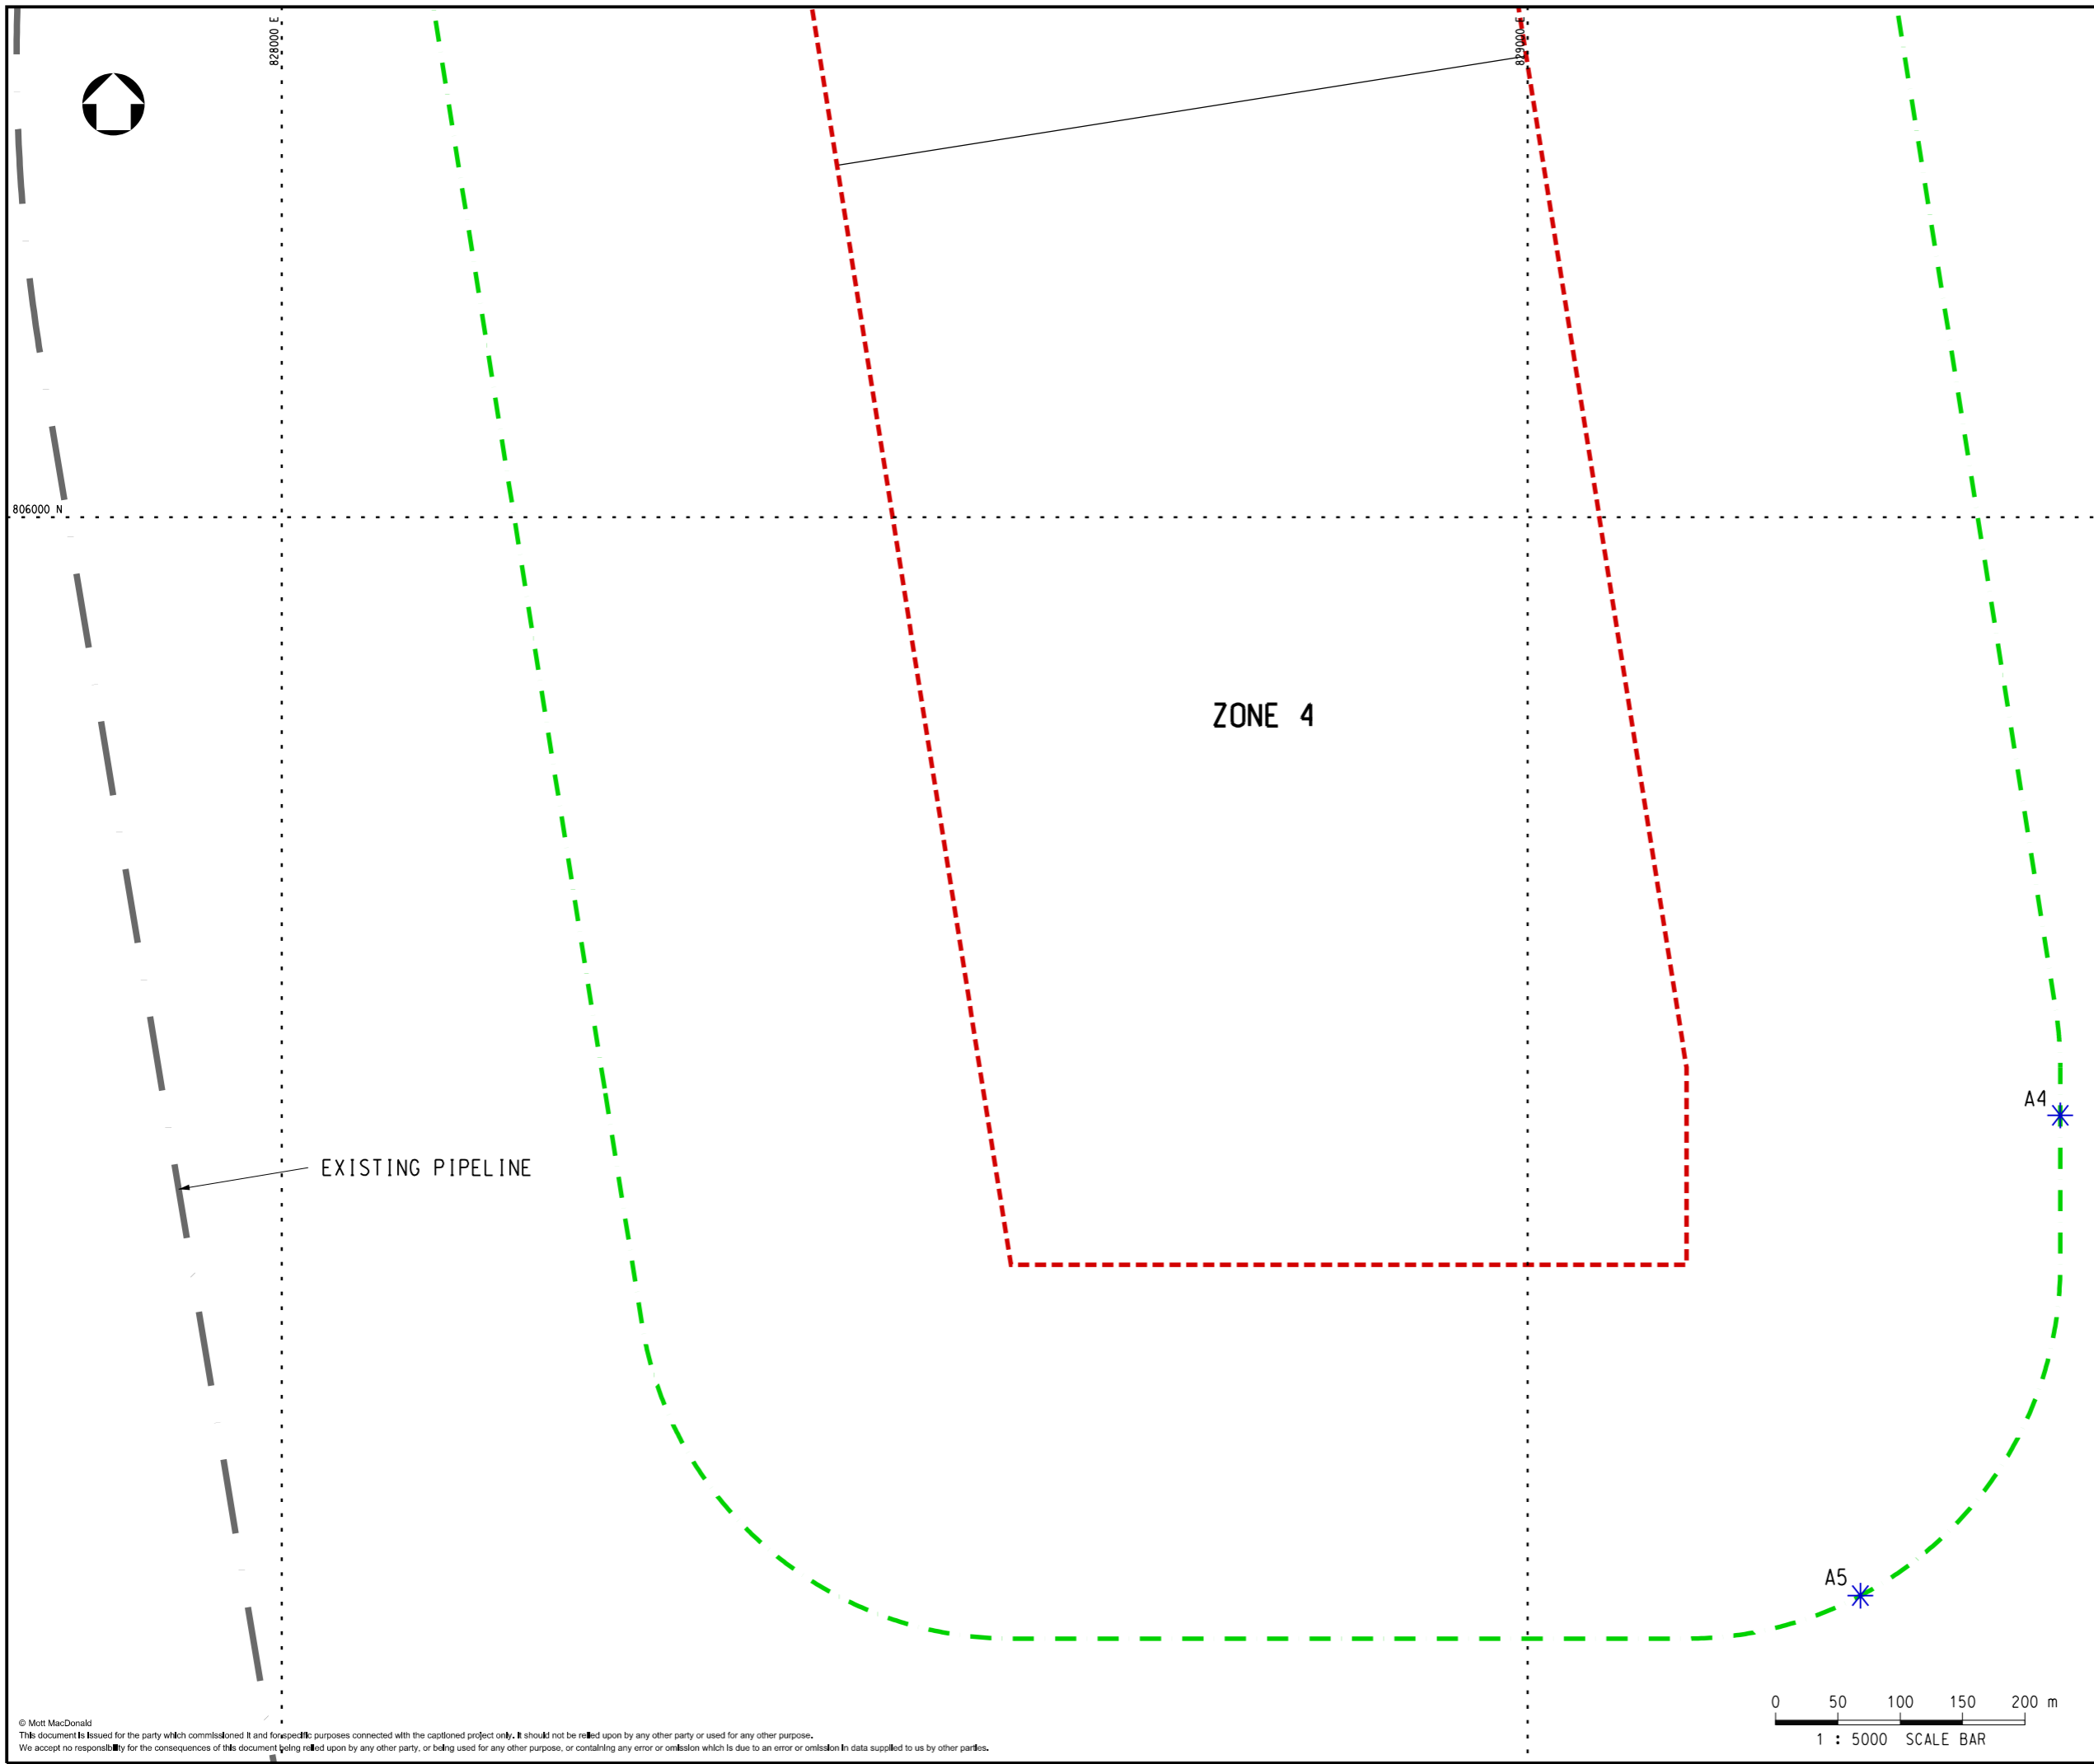 828000 E
829000 E
806000 N
ZONE 4
A4
EXISTING PIPELINE
A5
0 50 100 150 200 m
1 : 5000 SCALE BAR
© Mott MacDonald
This document is issued for the party which commissioned it and for specific purposes connected with the captioned project only. It should not be relied upon by any other party or used for any other purpose.
We accept no responsibility for the consequences of this document being relied upon by any other party, or being used for any other purpose, or containing any error or omission which is due to an error or omission in data supplied to us by other parties.